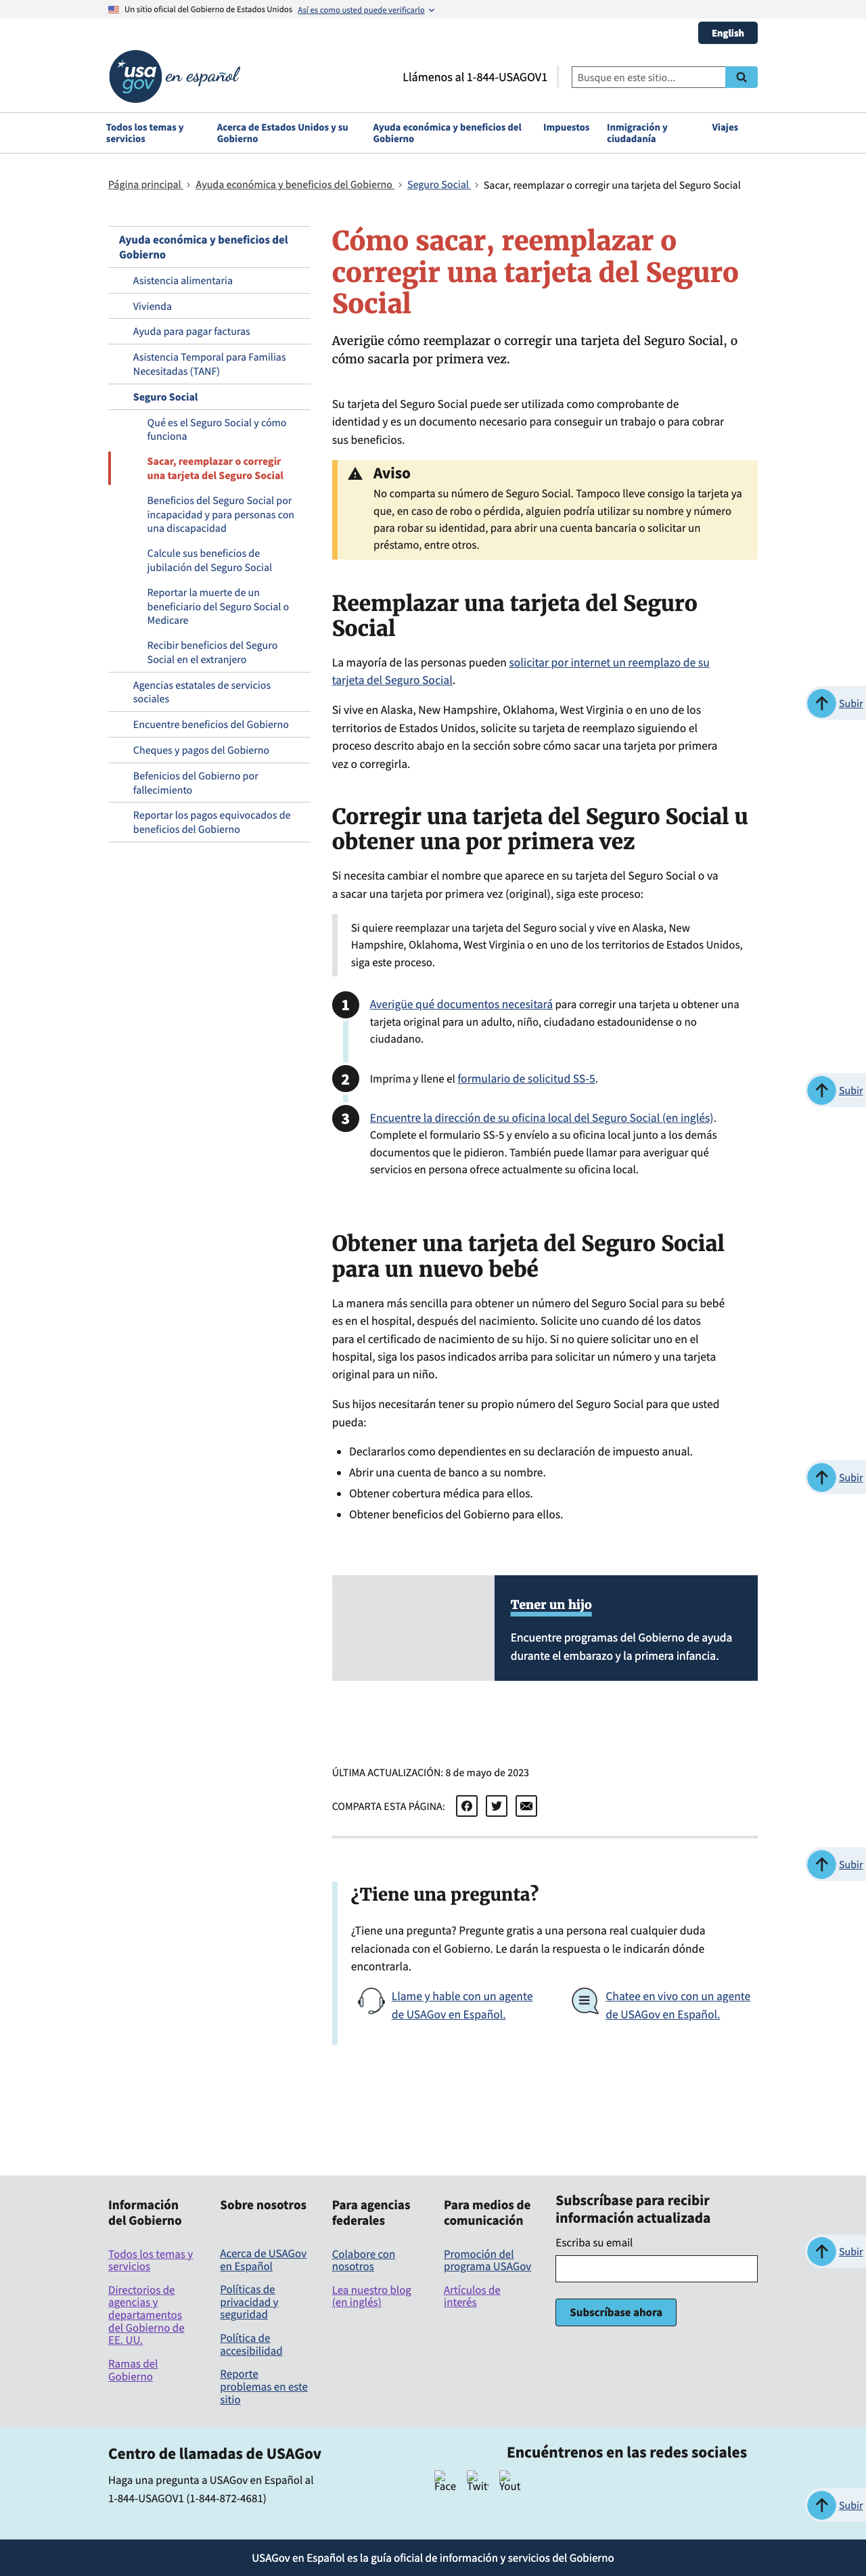 Un sitio oficial del Gobierno de Estados Unidos Así es como usted puede verificarlo
English
usa gov en español
Llámenos al 1-844-USAGOV1
Busque en este sitio...
Todos los temas y servicios
Acerca de Estados Unidos y su Gobierno
Ayuda económica y beneficios del Gobierno
Impuestos
Inmigración y ciudadanía
Viajes
Página principal > Ayuda económica y beneficios del Gobierno > Seguro Social > Sacar, reemplazar o corregir una tarjeta del Seguro Social
Ayuda económica y beneficios del
Gobierno
Asistencia alimentaria
Vivienda
Ayuda para pagar facturas
Asistencia Temporal para Familias
Necesitadas (TANF)
Seguro Social
Qué es el Seguro Social y cómo
funciona
Sacar, reemplazar o corregir
una tarjeta del Seguro Social
Beneficios del Seguro Social por
incapacidad y para personas con
una discapacidad
Calcule sus beneficios de
jubilación del Seguro Social
Reportar la muerte de un
beneficiario del Seguro Social o
Medicare
Recibir beneficios del Seguro
Social en el extranjero
Agencias estatales de servicios
sociales
Encuentre beneficios del Gobierno
Cheques y pagos del Gobierno
Befenicios del Gobierno por
fallecimiento
Reportar los pagos equivocados de
beneficios del Gobierno
Cómo sacar, reemplazar o
corregir una tarjeta del Seguro
Social
Averigüe cómo reemplazar o corregir una tarjeta del Seguro Social, o
cómo sacarla por primera vez.
Su tarjeta del Seguro Social puede ser utilizada como comprobante de
identidad y es un documento necesario para conseguir un trabajo o para cobrar
sus beneficios.
Aviso
No comparta su número de Seguro Social. Tampoco lleve consigo la tarjeta ya
que, en caso de robo o pérdida, alguien podría utilizar su nombre y número
para robar su identidad, para abrir una cuenta bancaria o solicitar un
préstamo, entre otros.
Reemplazar una tarjeta del Seguro
Social
La mayoría de las personas pueden solicitar por internet un reemplazo de su
tarjeta del Seguro Social.
Si vive en Alaska, New Hampshire, Oklahoma, West Virginia o en uno de los
territorios de Estados Unidos, solicite su tarjeta de reemplazo siguiendo el
proceso descrito abajo en la sección sobre cómo sacar una tarjeta por primera
vez o corregirla.
Subir
Corregir una tarjeta del Seguro Social u
obtener una por primera vez
Si necesita cambiar el nombre que aparece en su tarjeta del Seguro Social o va
a sacar una tarjeta por primera vez (original), siga este proceso:
Si quiere reemplazar una tarjeta del Seguro social y vive en Alaska, New
Hampshire, Oklahoma, West Virginia o en uno de los territorios de Estados Unidos,
siga este proceso.
1 Averigüe qué documentos necesitará para corregir una tarjeta u obtener una
tarjeta original para un adulto, niño, ciudadano estadounidense o no
ciudadano.
2 Imprima y llene el formulario de solicitud SS-5.
Subir
3 Encuentre la dirección de su oficina local del Seguro Social (en inglés).
Complete el formulario SS-5 y envíelo a su oficina local junto a los demás
documentos que le pidieron. También puede llamar para averiguar qué
servicios en persona ofrece actualmente su oficina local.
Obtener una tarjeta del Seguro Social
para un nuevo bebé
La manera más sencilla para obtener un número del Seguro Social para su bebé
es en el hospital, después del nacimiento. Solicite uno cuando dé los datos
para el certificado de nacimiento de su hijo. Si no quiere solicitar uno en el
hospital, siga los pasos indicados arriba para solicitar un número y una tarjeta
original para un niño.
Sus hijos necesitarán tener su propio número del Seguro Social para que usted
pueda:
• Declararlos como dependientes en su declaración de impuesto anual.
• Abrir una cuenta de banco a su nombre.
Subir
• Obtener cobertura médica para ellos.
• Obtener beneficios del Gobierno para ellos.
Tener un hijo
Encuentre programas del Gobierno de ayuda
durante el embarazo y la primera infancia.
ÚLTIMA ACTUALIZACIÓN: 8 de mayo de 2023
COMPARTA ESTA PÁGINA:
Subir
¿Tiene una pregunta?
¿Tiene una pregunta? Pregunte gratis a una persona real cualquier duda
relacionada con el Gobierno. Le darán la respuesta o le indicarán dónde
encontrarla.
Llame y hable con un agente
de USAGov en Español.
Chatee en vivo con un agente
de USAGov en Español.
Información
del Gobierno
Todos los temas y
servicios
Directorios de
agencias y
departamentos
del Gobierno de
EE. UU.
Ramas del
Gobierno
Sobre nosotros
Acerca de USAGov
en Español
Políticas de
privacidad y
seguridad
Política de
accesibilidad
Reporte
problemas en este
sitio
Para agencias
federales
Colabore con
nosotros
Lea nuestro blog
(en inglés)
Para medios de
comunicación
Promoción del
programa USAGov
Artículos de
interés
Suscríbase para recibir
información actualizada
Escriba su email
Suscríbase ahora
Subir
Centro de llamadas de USAGov
Haga una pregunta a USAGov en Español al
1-844-USAGOV1 (1-844-872-4681)
Encuéntrenos en las redes sociales
Face Twit Yout
Subir
USAGov en Español es la guía oficial de información y servicios del Gobierno